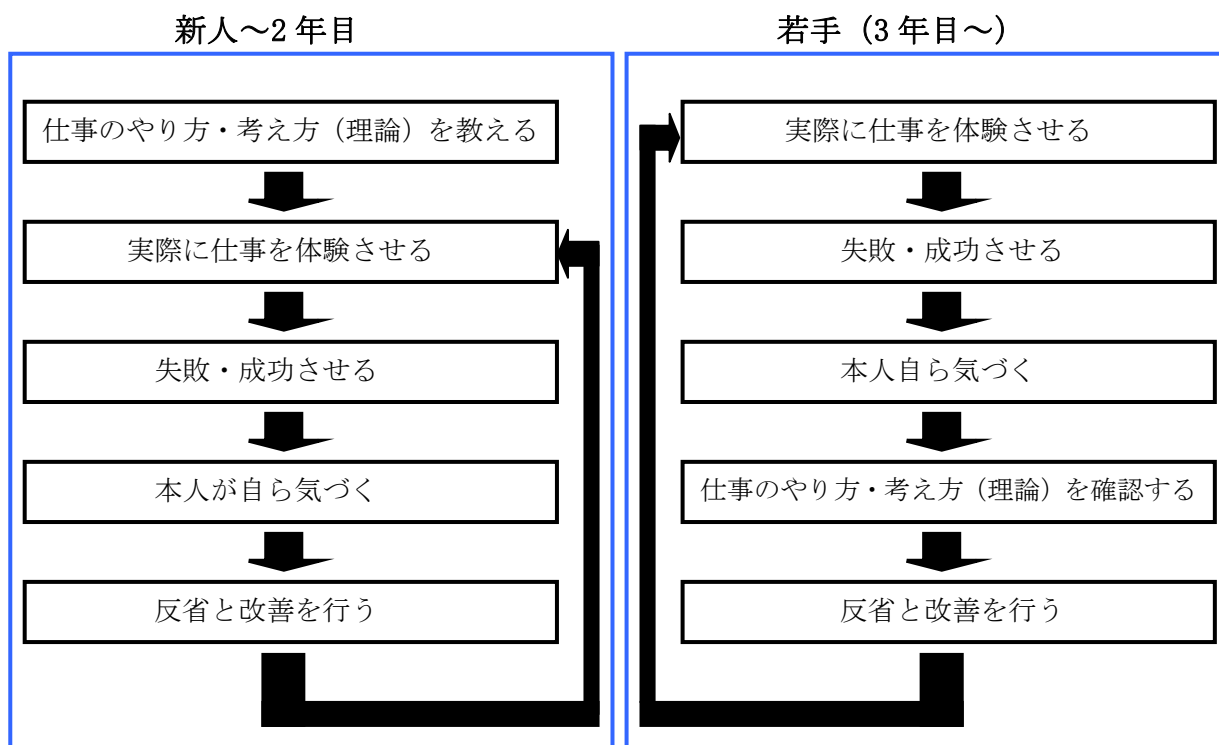 新人～2年目
仕事のやり方・考え方（理論）を教える
実際に仕事を体験させる
失敗・成功させる
本人が自ら気づく
反省と改善を行う
若手（3年目～）
実際に仕事を体験させる
失敗・成功させる
本人自ら気づく
仕事のやり方・考え方（理論）を確認する
反省と改善を行う